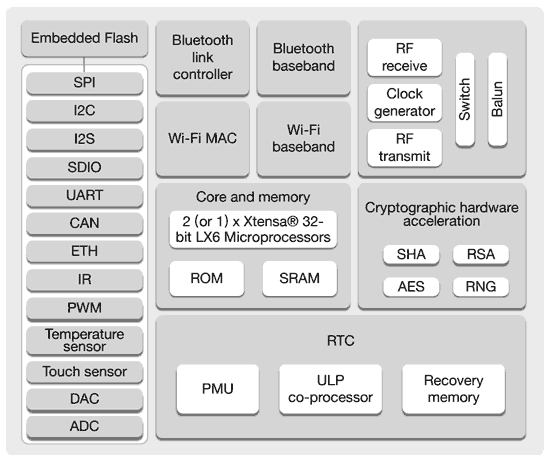 Embedded Flash
SPI
I2C
I2S
SDIO
UART
CAN
ETH
IR
PWM
Temperature
sensor
Touch sensor
DAC
ADC
Bluetooth
link
controller
Bluetooth
baseband
Wi-Fi MAC
Wi-Fi
baseband
RF
receive
Clock
generator
RF
transmit
Switch
Balun
Core and memory
2 (or 1) x Xtensa® 32-
bit LX6 Microprocessors
ROM
SRAM
Cryptographic hardware
acceleration
SHA
RSA
AES
RNG
RTC
PMU
ULP
co-processor
Recovery
memory